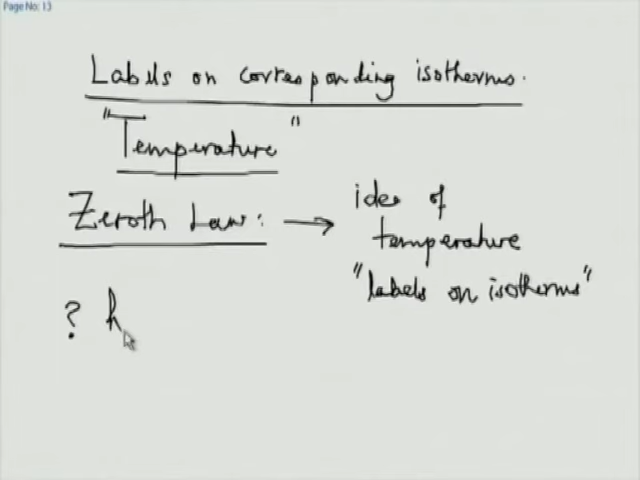 Page No: 13
Labels on corresponding isotherms.
"Temperature"
Zeroth Law: → idea of
temperature
"labels on isotherms"
? h